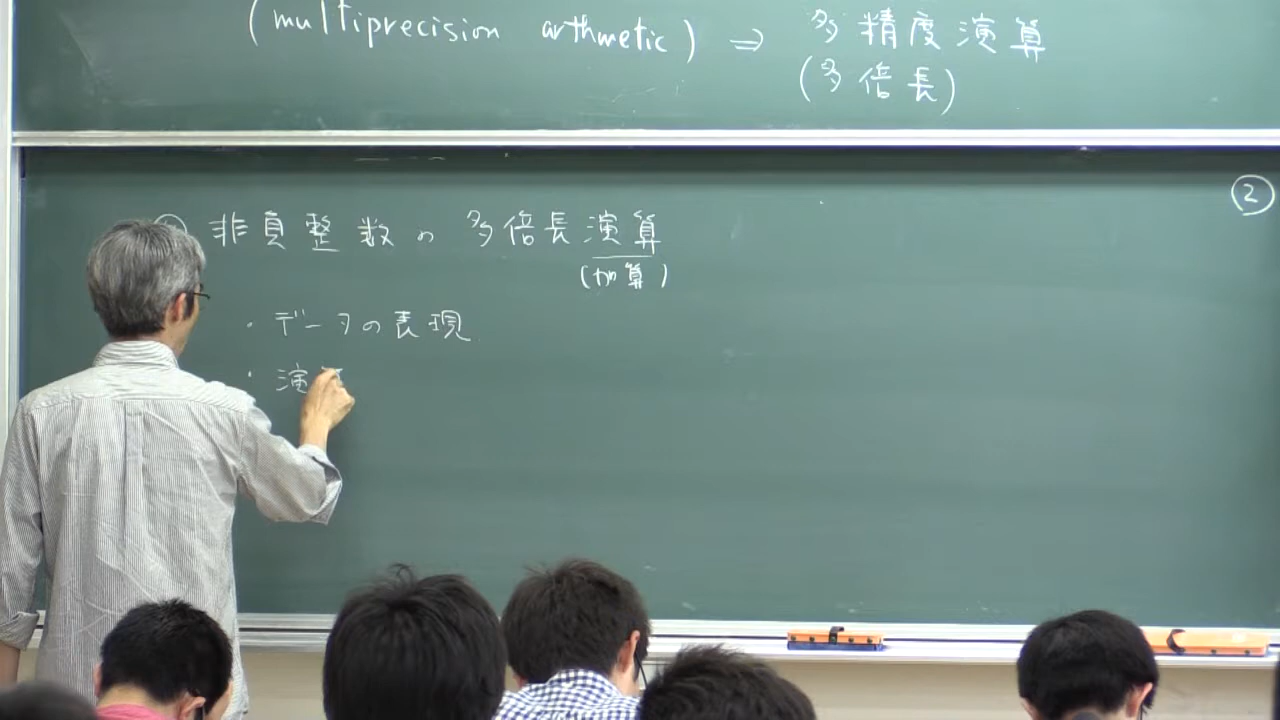 (multiprecision arthmetic) ⇒ 多精度演算
(多倍長)
②
非負整数の多倍長演算
(加算)
・データの表現
・演